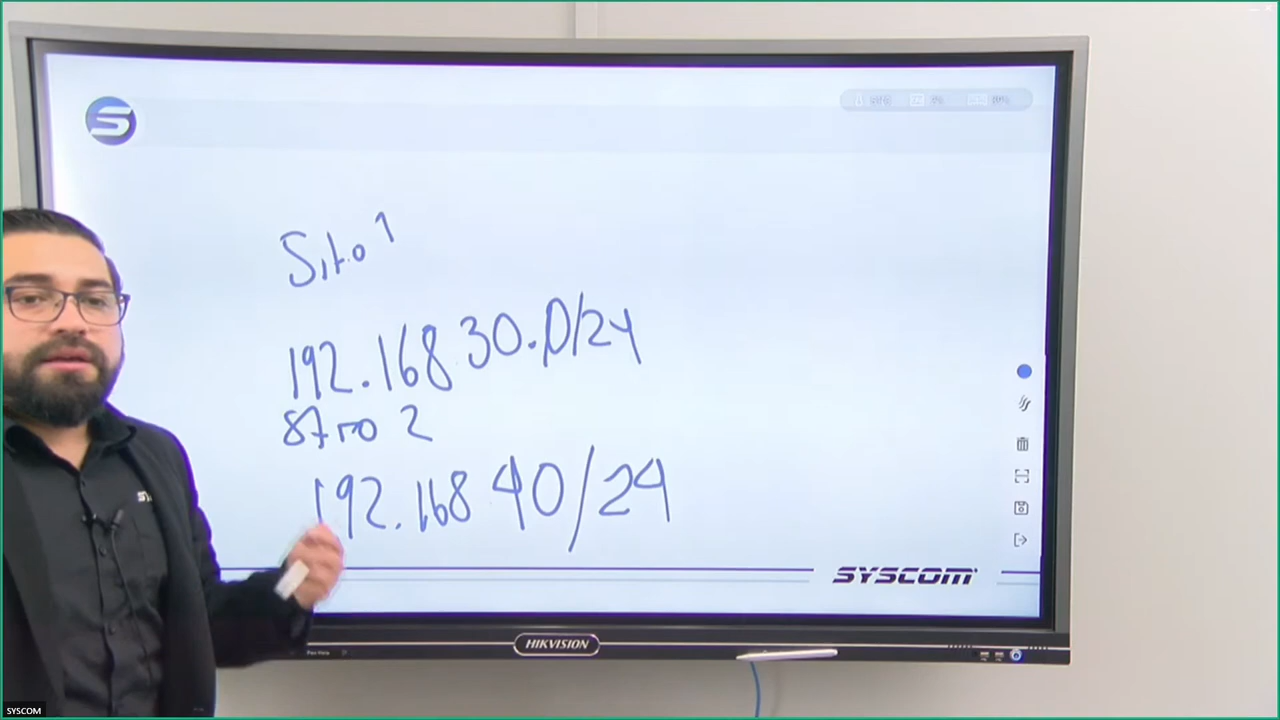 Sitio 1
192.168.30.0/24
Sitio 2
192.168 40/24
SYSCOM
HIKVISION
SYSCOM